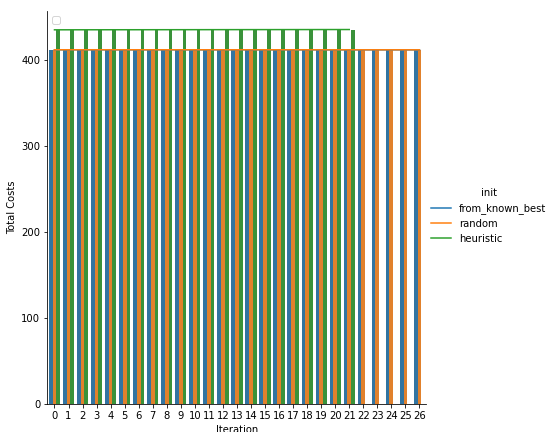 Total Costs
400
300
200
100
0
0 1 2 3 4 5 6 7 8 9 10 11 12 13 14 15 16 17 18 19 20 21 22 23 24 25 26
Iteration
init
from_known_best
random
heuristic